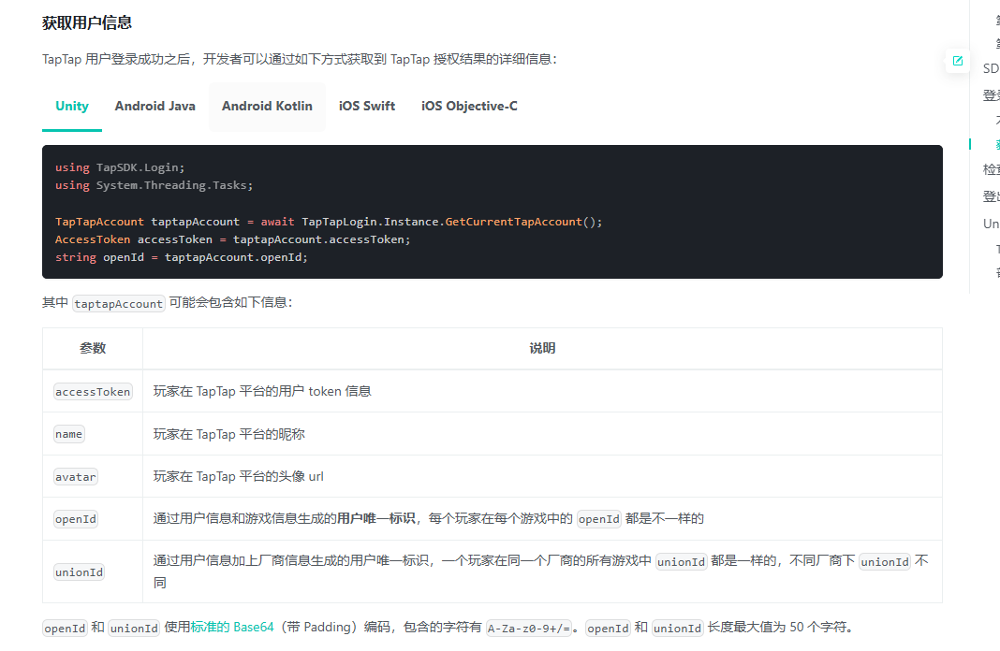 获取用户信息
TapTap 用户登录成功之后，开发者可以通过如下方式获取到 TapTap 授权结果的详细信息：
Unity Android Java Android Kotlin iOS Swift iOS Objective-C
using TapSDK.Login;
using System.Threading.Tasks;
TapTapAccount taptapAccount = await TapTapLogin.Instance.GetCurrentTapAccount();
AccessToken accessToken = taptapAccount.accessToken;
string openId = taptapAccount.openId;
其中 taptapAccount 可能会包含如下信息：
参数 说明
accessToken 玩家在 TapTap 平台的用户 token 信息
name 玩家在 TapTap 平台的昵称
avatar 玩家在 TapTap 平台的头像 url
openId 通过用户信息和游戏信息生成的用户唯一标识，每个玩家在每个游戏中的 openId 都是不一样的
unionId 通过用户信息加上厂商信息生成的用户唯一标识，一个玩家在同一个厂商的所有游戏中 unionId 都是一样的，不同厂商下 unionId 不
同
openId 和 unionId 使用标准的 Base64（带 Padding）编码，包含的字符有 A-Za-z0-9+/=。openId 和 unionId 长度最大值为 50 个字符。
SD
登录
检查
登出
Un